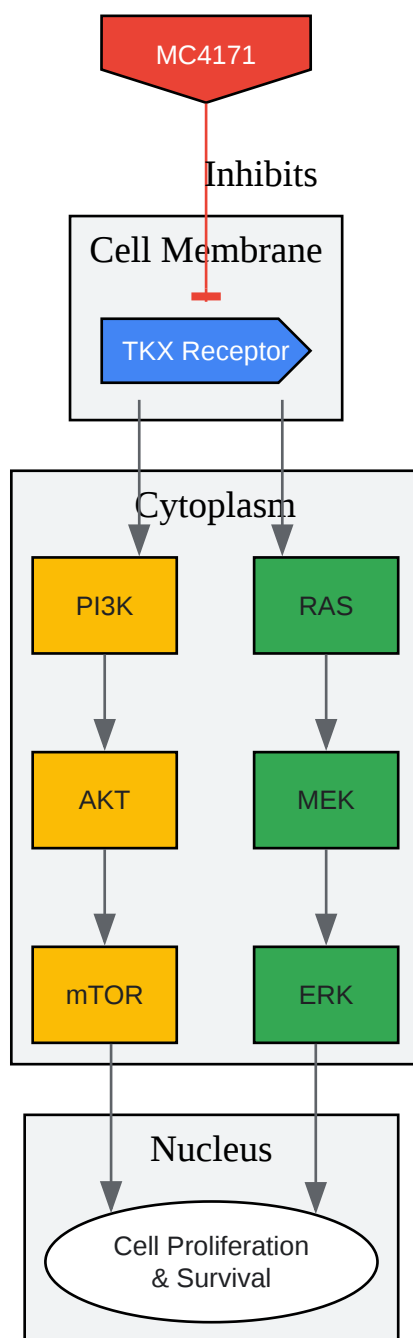 MC4171
Inhibits
Cell Membrane
TKX Receptor
Cytoplasm
PI3K
RAS
AKT
MEK
mTOR
ERK
Nucleus
Cell Proliferation
& Survival